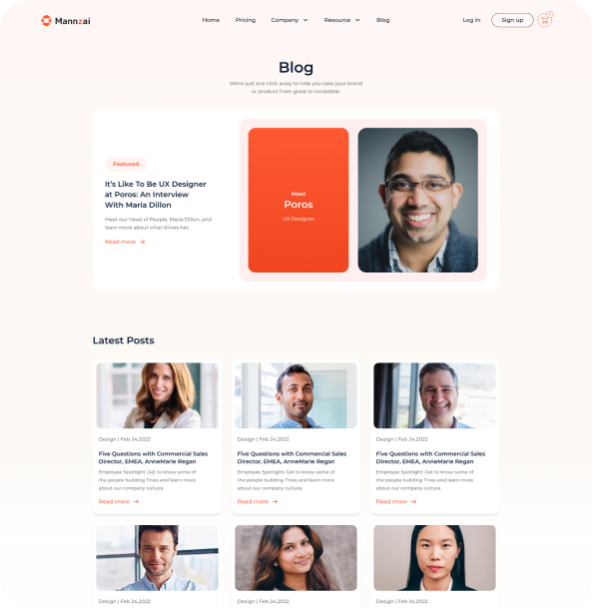 Mannzai
Home
Pricing
Company
Resource
Blog
Log in
Sign up
Blog
We're just one click away to help you take your brand
or product from great to incredible.
Featured
It's Like To Be UX Designer
at Poros: An Interview
With Maria Dillon
Meet our Head of People, Maria Dillon, and
learn more about what drives her.
Read more
Meet
Poros
UX Designer
Latest Posts
Design | Feb 24,2022
Five Questions with Commercial Sales
Director, EMEA, AnneMarie Regan
Employee Spotlight: Get to know some of
the people building Tines and learn more
about our company culture.
Read more
Design | Feb 24,2022
Five Questions with Commercial Sales
Director, EMEA, AnneMarie Regan
Employee Spotlight: Get to know some of
the people building Tines and learn more
about our company culture.
Read more
Design | Feb 24,2022
Five Questions with Commercial Sales
Director, EMEA, AnneMarie Regan
Employee Spotlight: Get to know some of
the people building Tines and learn more
about our company culture.
Read more
Design | Feb 24,2022
Design | Feb 24,2022
Design | Feb 24,2022